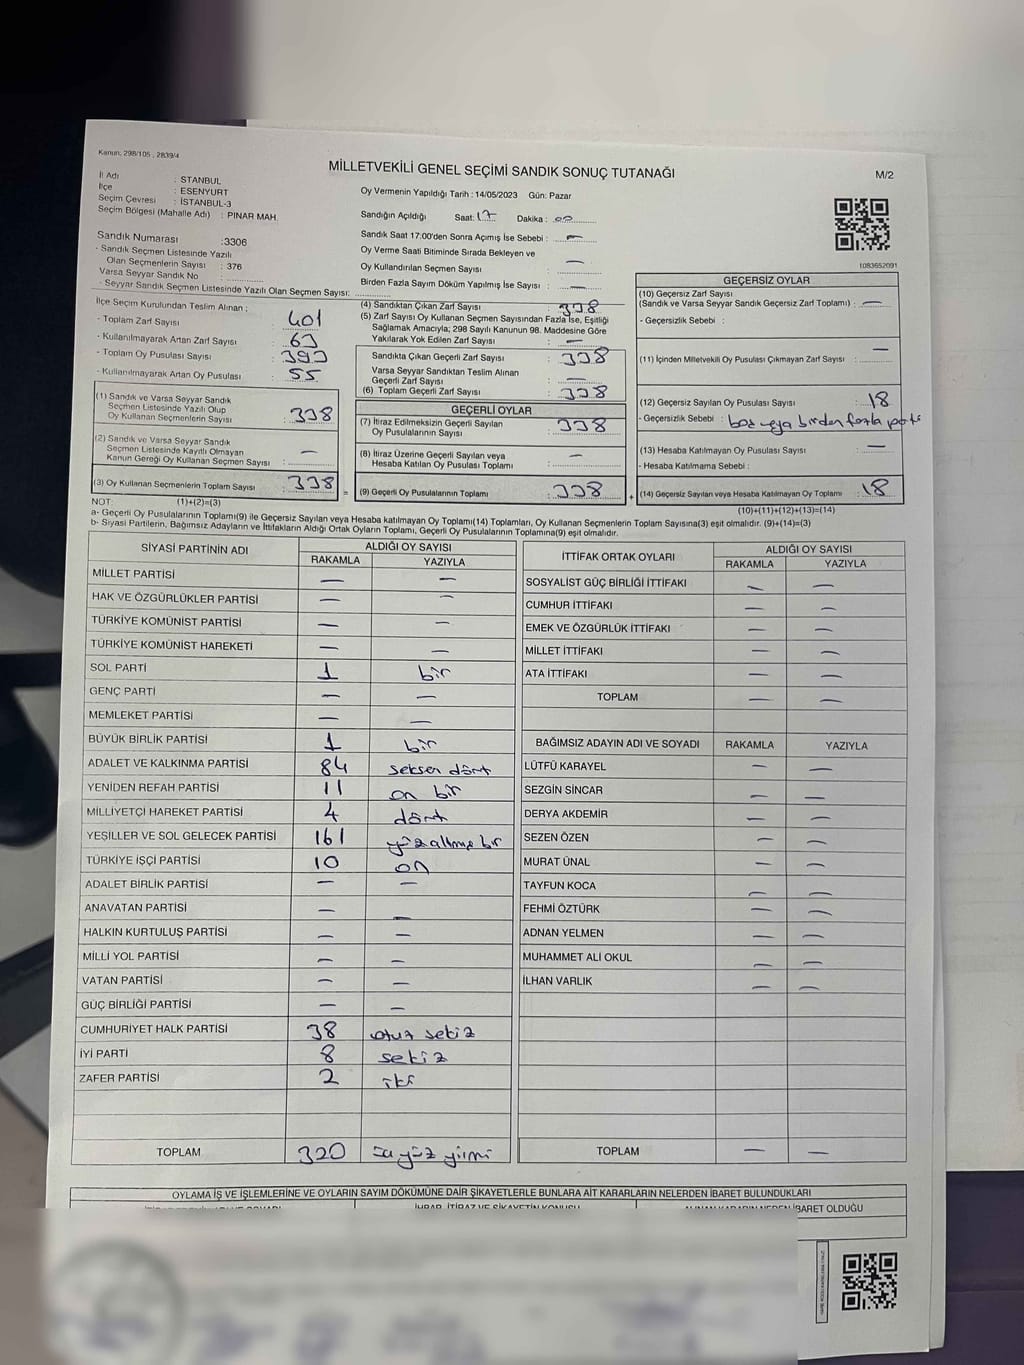 Kanun: 298/105 , 2839/4
MİLLETVEKİLİ GENEL SEÇİMİ SANDIK SONUÇ TUTANAĞI
M/2
İl Adı : STANBUL
İlçe : ESENYURT
Seçim Çevresi : İSTANBUL-3
Seçim Bölgesi (Mahalle Adı) : PINAR MAH.
Oy Vermenin Yapıldığı Tarih : 14/05/2023 Gün: Pazar
Sandığın Açıldığı Saat: 17 Dakika : 00
Sandık Saat 17:00'den Sonra Açımış İse Sebebi : —
Oy Verme Saati Bitiminde Sırada Bekleyen ve
Oy Kullandırılan Seçmen Sayısı —
Birden Fazla Sayım Döküm Yapılmış İse Sayısı : —
1083652091
Sandık Numarası :3306
- Sandık Seçmen Listesinde Yazılı
Olan Seçmenlerin Sayısı : 376
Varsa Seyyar Sandık No :
- Seyyar Sandık Seçmen Listesinde Yazılı Olan Seçmen Sayısı:
İlçe Seçim Kurulundan Teslim Alınan ;
- Toplam Zarf Sayısı : 401
- Kullanılmayarak Artan Zarf Sayısı : 63
- Toplam Oy Pusulası Sayısı : 393
- Kullanılmayarak Artan Oy Pusulası : 55
(1) Sandık ve Varsa Seyyar Sandık
Seçmen Listesinde Yazılı Olup
Oy Kullanan Seçmenlerin Sayısı : 338
(2) Sandık ve Varsa Seyyar Sandık
Seçmen Listesinde Kayıtlı Olmayan
Kanun Gereği Oy Kullanan Seçmen Sayısı : —
(3) Oy Kullanan Seçmenlerin Toplam Sayısı : 338
(1)+(2)=(3)
(4) Sandıktan Çıkan Zarf Sayısı : 338
(5) Zarf Sayısı Oy Kullanan Seçmen Sayısından Fazla İse, Eşitliği
Sağlamak Amacıyla; 298 Sayılı Kanunun 98. Maddesine Göre
Yakılarak Yok Edilen Zarf Sayısı : —
Sandıkta Çıkan Geçerli Zarf Sayısı : 338
Varsa Seyyar Sandıktan Teslim Alınan
Geçerli Zarf Sayısı : —
(6) Toplam Geçerli Zarf Sayısı : 338
GEÇERLİ OYLAR
(7) İtiraz Edilmeksizin Geçerli Sayılan
Oy Pusulalarının Sayısı : 338
(8) İtiraz Üzerine Geçerli Sayılan veya
Hesaba Katılan Oy Pusulası Toplamı : —
= (9) Geçerli Oy Pusulalarının Toplamı : 338 +
GEÇERSİZ OYLAR
(10) Geçersiz Zarf Sayısı
(Sandık ve Varsa Seyyar Sandık Geçersiz Zarf Toplamı) : —
- Geçersizlik Sebebi :
(11) İçinden Milletvekili Oy Pusulası Çıkmayan Zarf Sayısı : —
(12) Geçersiz Sayılan Oy Pusulası Sayısı : 18
- Geçersizlik Sebebi : boş veya birden fazla parti
(13) Hesaba Katılmayan Oy Pusulası Sayısı : —
- Hesaba Katılmama Sebebi :
(14) Geçersiz Sayılan veya Hesaba Katılmayan Oy Toplamı : 18
(10)+(11)+(12)+(13)=(14)
NOT:
a- Geçerli Oy Pusulalarının Toplamı(9) ile Geçersiz Sayılan veya Hesaba katılmayan Oy Toplamı(14) Toplamları, Oy Kullanan Seçmenlerin Toplam Sayısına(3) eşit olmalıdır. (9)+(14)=(3)
b- Siyasi Partilerin, Bağımsız Adayların ve İttifakların Aldığı Oyların Toplamı, Geçerli Oy Pusulalarının Toplamına(9) eşit olmalıdır.
SİYASİ PARTİNİN ADI ALDIĞI OY SAYISI
RAKAMLA YAZIYLA
MİLLET PARTİSİ — —
HAK VE ÖZGÜRLÜKLER PARTİSİ — —
TÜRKİYE KOMÜNİST PARTİSİ — —
TÜRKİYE KOMÜNİST HAREKETİ — —
SOL PARTİ 1 bir
GENÇ PARTİ — —
MEMLEKET PARTİSİ — —
BÜYÜK BİRLİK PARTİSİ 1 bir
ADALET VE KALKINMA PARTİSİ 84 seksen dört
YENİDEN REFAH PARTİSİ 11 on bir
MİLLİYETÇİ HAREKET PARTİSİ 4 dört
YEŞİLLER VE SOL GELECEK PARTİSİ 161 yüz altmış bir
TÜRKİYE İŞÇİ PARTİSİ 10 on
ADALET BİRLİK PARTİSİ — —
ANAVATAN PARTİSİ — —
HALKIN KURTULUŞ PARTİSİ — —
MİLLİ YOL PARTİSİ — —
VATAN PARTİSİ — —
GÜÇ BİRLİĞİ PARTİSİ — —
CUMHURİYET HALK PARTİSİ 38 otuz sekiz
İYİ PARTİ 8 sekiz
ZAFER PARTİSİ 2 iki
TOPLAM 320 üç yüz yirmi
İTTİFAK ORTAK OYLARI ALDIĞI OY SAYISI
RAKAMLA YAZIYLA
SOSYALİST GÜÇ BİRLİĞİ İTTİFAKI — —
CUMHUR İTTİFAKI — —
EMEK VE ÖZGÜRLÜK İTTİFAKI — —
MİLLET İTTİFAKI — —
ATA İTTİFAKI — —
TOPLAM — —
BAĞIMSIZ ADAYIN ADI VE SOYADI RAKAMLA YAZIYLA
LÜTFÜ KARAYEL — —
SEZGİN SİNCAR — —
DERYA AKDEMİR — —
SEZEN ÖZEN — —
MURAT ÜNAL — —
TAYFUN KOCA — —
FEHMİ ÖZTÜRK — —
ADNAN YELMEN — —
MUHAMMET ALİ OKUL — —
İLHAN VARLIK — —
TOPLAM — —
OYLAMA İŞ VE İŞLEMLERİNE VE OYLARIN SAYIM DÖKÜMÜNE DAİR ŞİKAYETLERLE BUNLARA AİT KARARLARIN NELERDEN İBARET BULUNDUKLARI
İHBAR, İTİRAZ VE ŞİKAYETİN KONUSU
ALINAN KARARIN NEDEN İBARET OLDUĞU